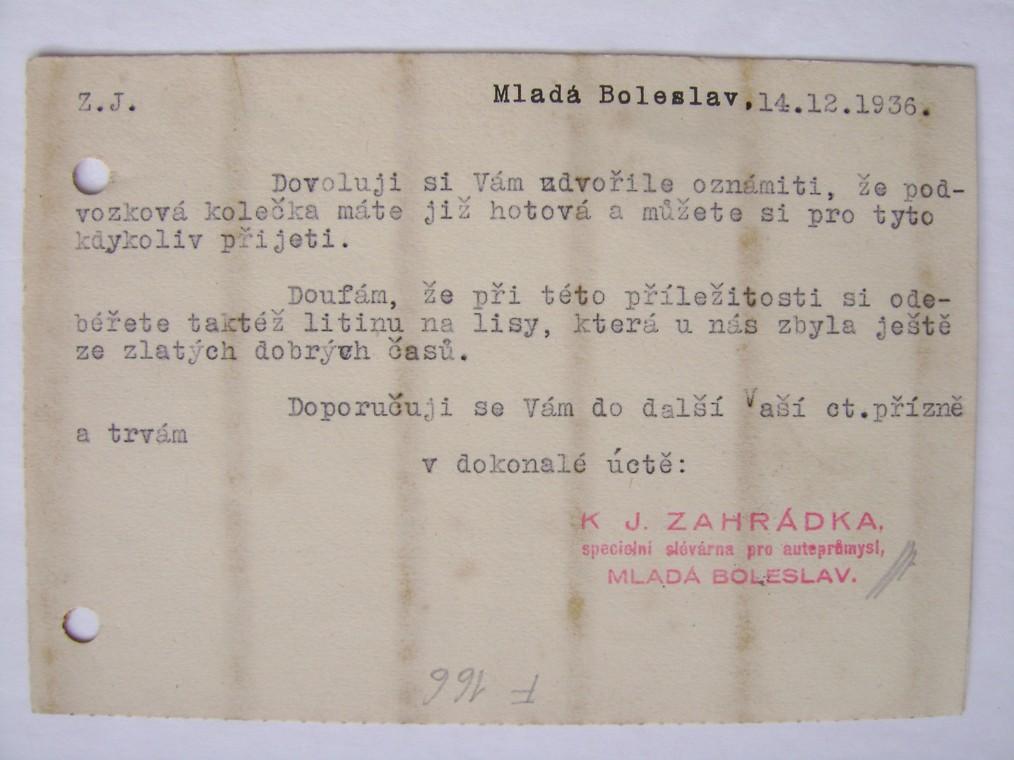 Z.J.
Mladá Boleslav, 14.12.1936.
Dovoluji si Vám zdvořile oznámiti, že pod-
vozková kolečka máte již hotová a můžete si pro tyto
kdykoliv přijeti.
Doufám, že při této příležitosti si ode-
béřete taktéž litinu na lisy, která u nás zbyla ještě
ze zlatých dobrých časů.
Doporučuji se Vám do další Vaší ct.přízně
a trvám
v dokonalé úctě:
K J. ZAHRÁDKA,
specielní slévárna pro autoprůmysl,
MLADÁ BOLESLAV.
F 166